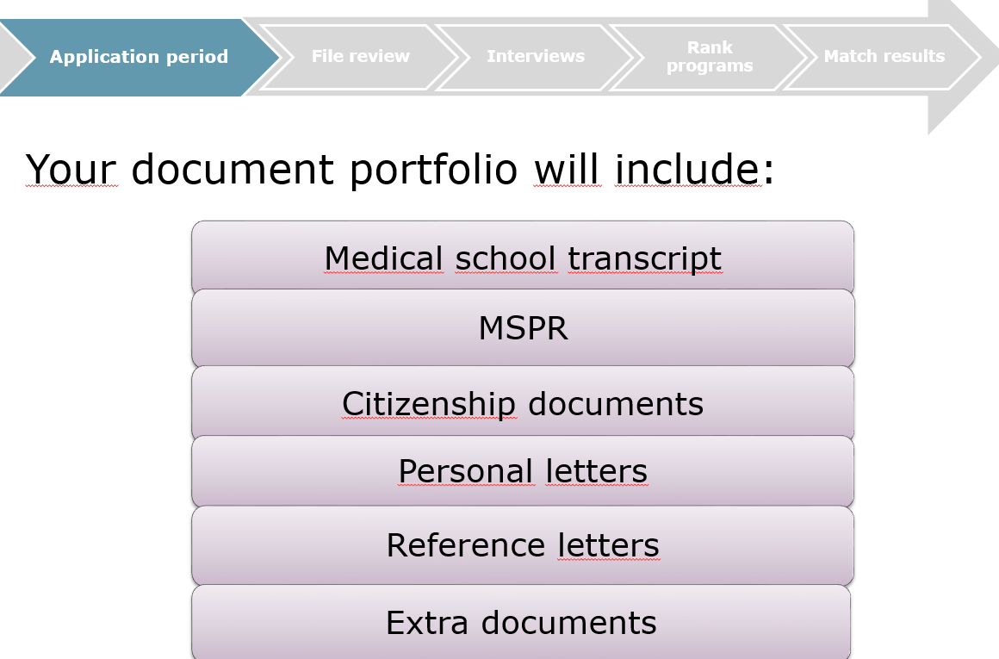 Application period
File review
Interviews
Rank
programs
Match results
Your document portfolio will include:
Medical school transcript
MSPR
Citizenship documents
Personal letters
Reference letters
Extra documents